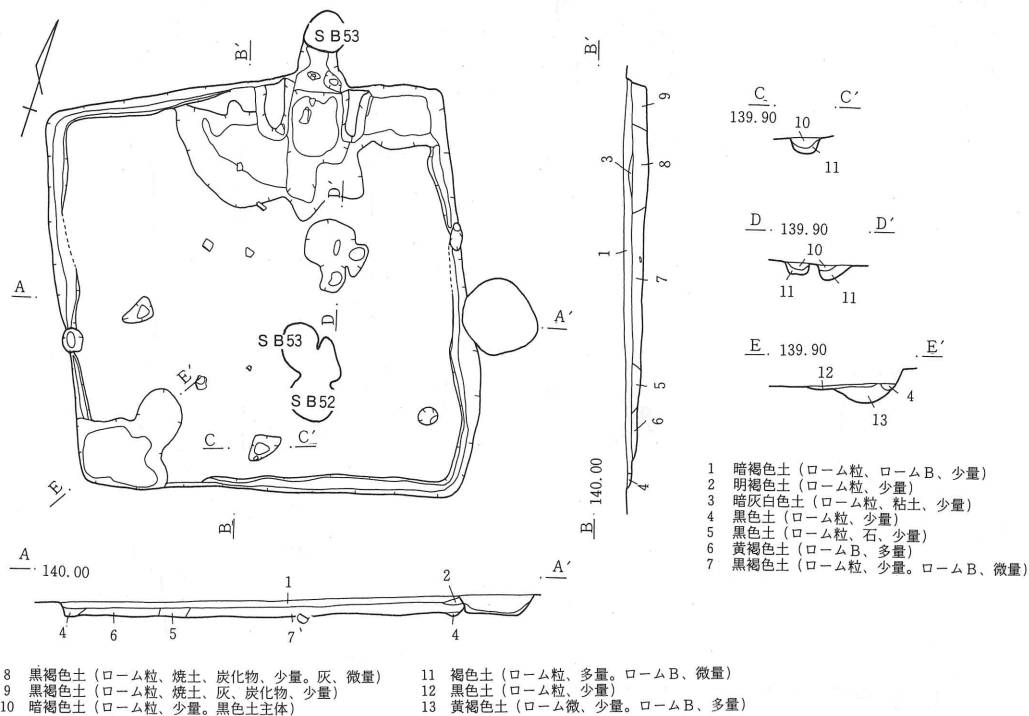 S B 53
B′
B′
9
8
3
1
7
5
6
4
B 140.00
C
C′
139.90
10
11
D 139.90
D′
10
11
11
E 139.90
E′
12
4
13
D′
D
A
A′
S B 53
S B 52
E′
C
C′
E
B
1 暗褐色土（ローム粒、ロームB、少量）
2 明褐色土（ローム粒、少量）
3 暗灰白色土（ローム粒、粘土、少量）
4 黒色土（ローム粒、少量）
5 黒色土（ローム粒、石、少量）
6 黄褐色土（ロームB、多量）
7 黒褐色土（ローム粒、少量。ロームB、微量）
A
140.00
A′
1
2
4
6
5
7
4
8 黒褐色土（ローム粒、焼土、炭化物、少量。灰、微量）
9 黒褐色土（ローム粒、焼土、灰、炭化物、少量）
10 暗褐色土（ローム粒、少量。黒色土主体）
11 褐色土（ローム粒、多量。ロームB、微量）
12 黒色土（ローム粒、少量）
13 黄褐色土（ローム微、少量。ロームB、多量）